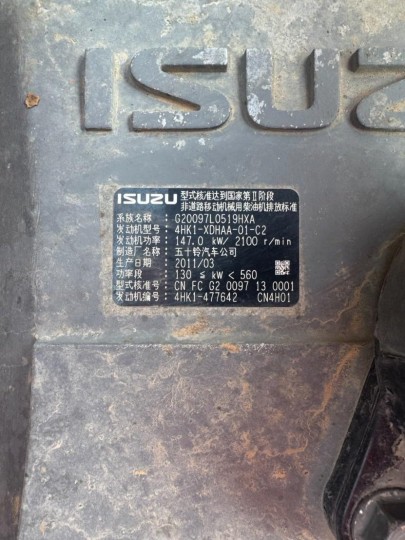 ISUZU
ISUZU 型式核准达到国家第Ⅱ阶段
非道路移动机械用柴油机排放标准
系族名称 : G20097L0519HXA
发动机型号 : 4HK1-XDHAA-01-C2
发动机功率 : 147.0 kW/ 2100 r/min
制造厂名称 : 五十铃汽车公司
生产日期 : 2011/03
功率段 : 130 ≤ kW < 560
型式核准号 : CN FC G2 0097 13 0001
发动机编号 : 4HK1-477642 CN4H01